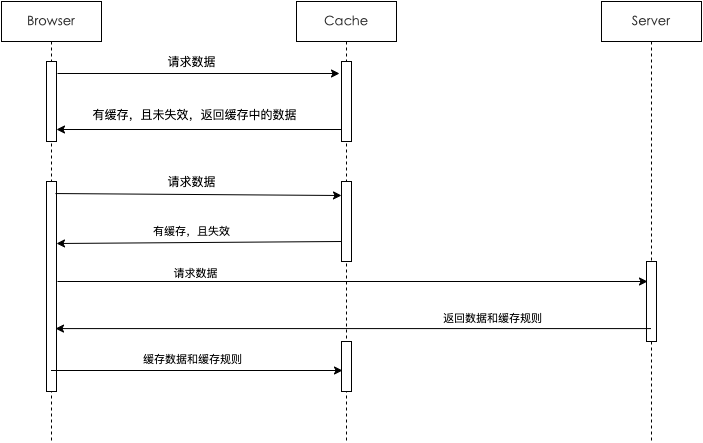 Browser
Cache
Server
请求数据
有缓存，且未失效，返回缓存中的数据
请求数据
有缓存，且失效
请求数据
返回数据和缓存规则
缓存数据和缓存规则